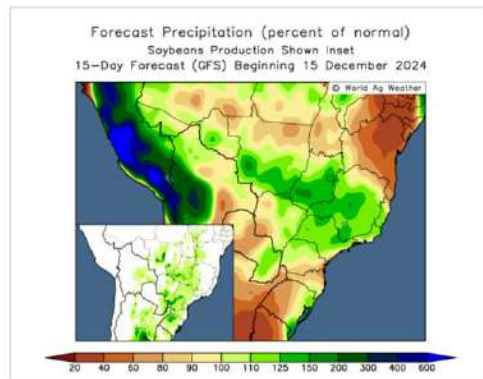 Forecast Precipitation (percent of normal)
Soybeans Production Shown Inset
15-Day Forecast (GFS) Beginning 15 December 2024
© World Ag Weather
20 40 60 80 90 100 110 125 150 200 300 400 600